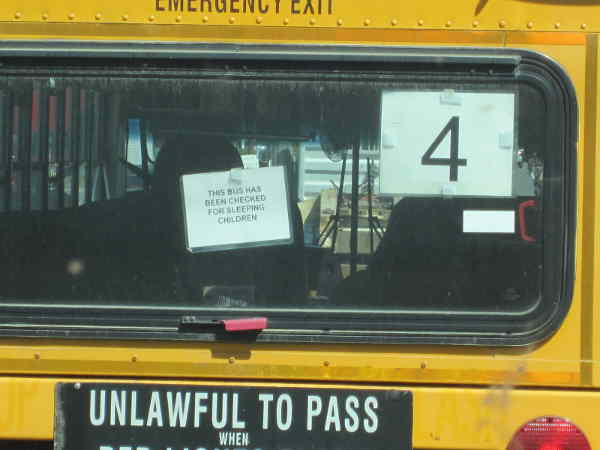 EMERGENCY EXIT
4
THIS BUS HAS
BEEN CHECKED
FOR SLEEPING
CHILDREN
UNLAWFUL TO PASS
WHEN